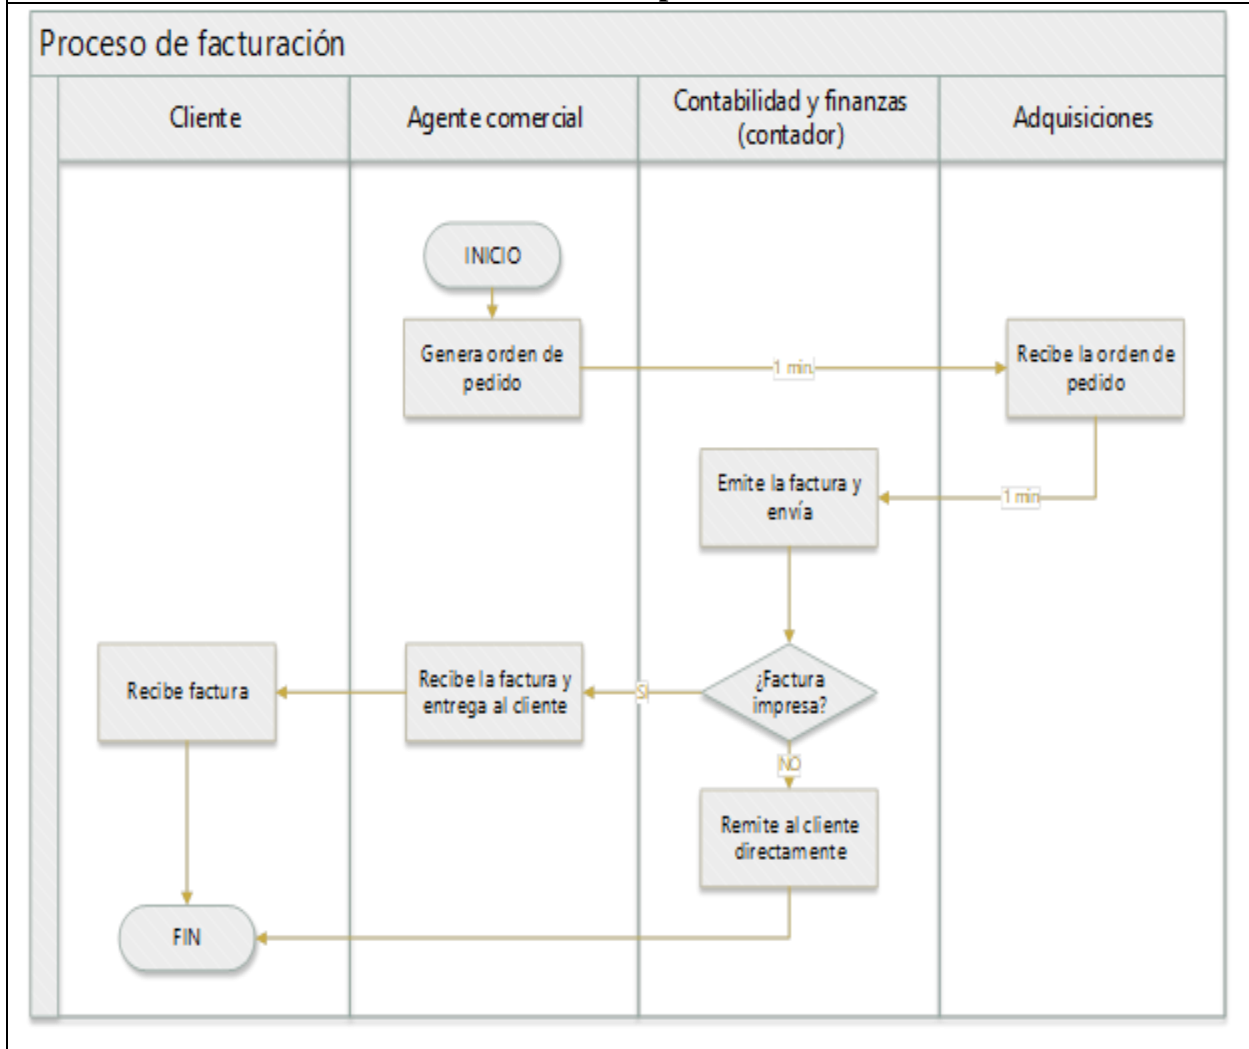 Proceso de facturación
Cliente
Agente comercial
Contabilidad y finanzas
(contador)
Adquisiciones
INICIO
Genera orden de
pedido
1 min.
Recibe la orden de
pedido
Emite la factura y
envía
1 min
Recibe factura
Recibe la factura y
entrega al cliente
SI
¿Factura
impresa?
NO
Remite al cliente
directamente
FIN